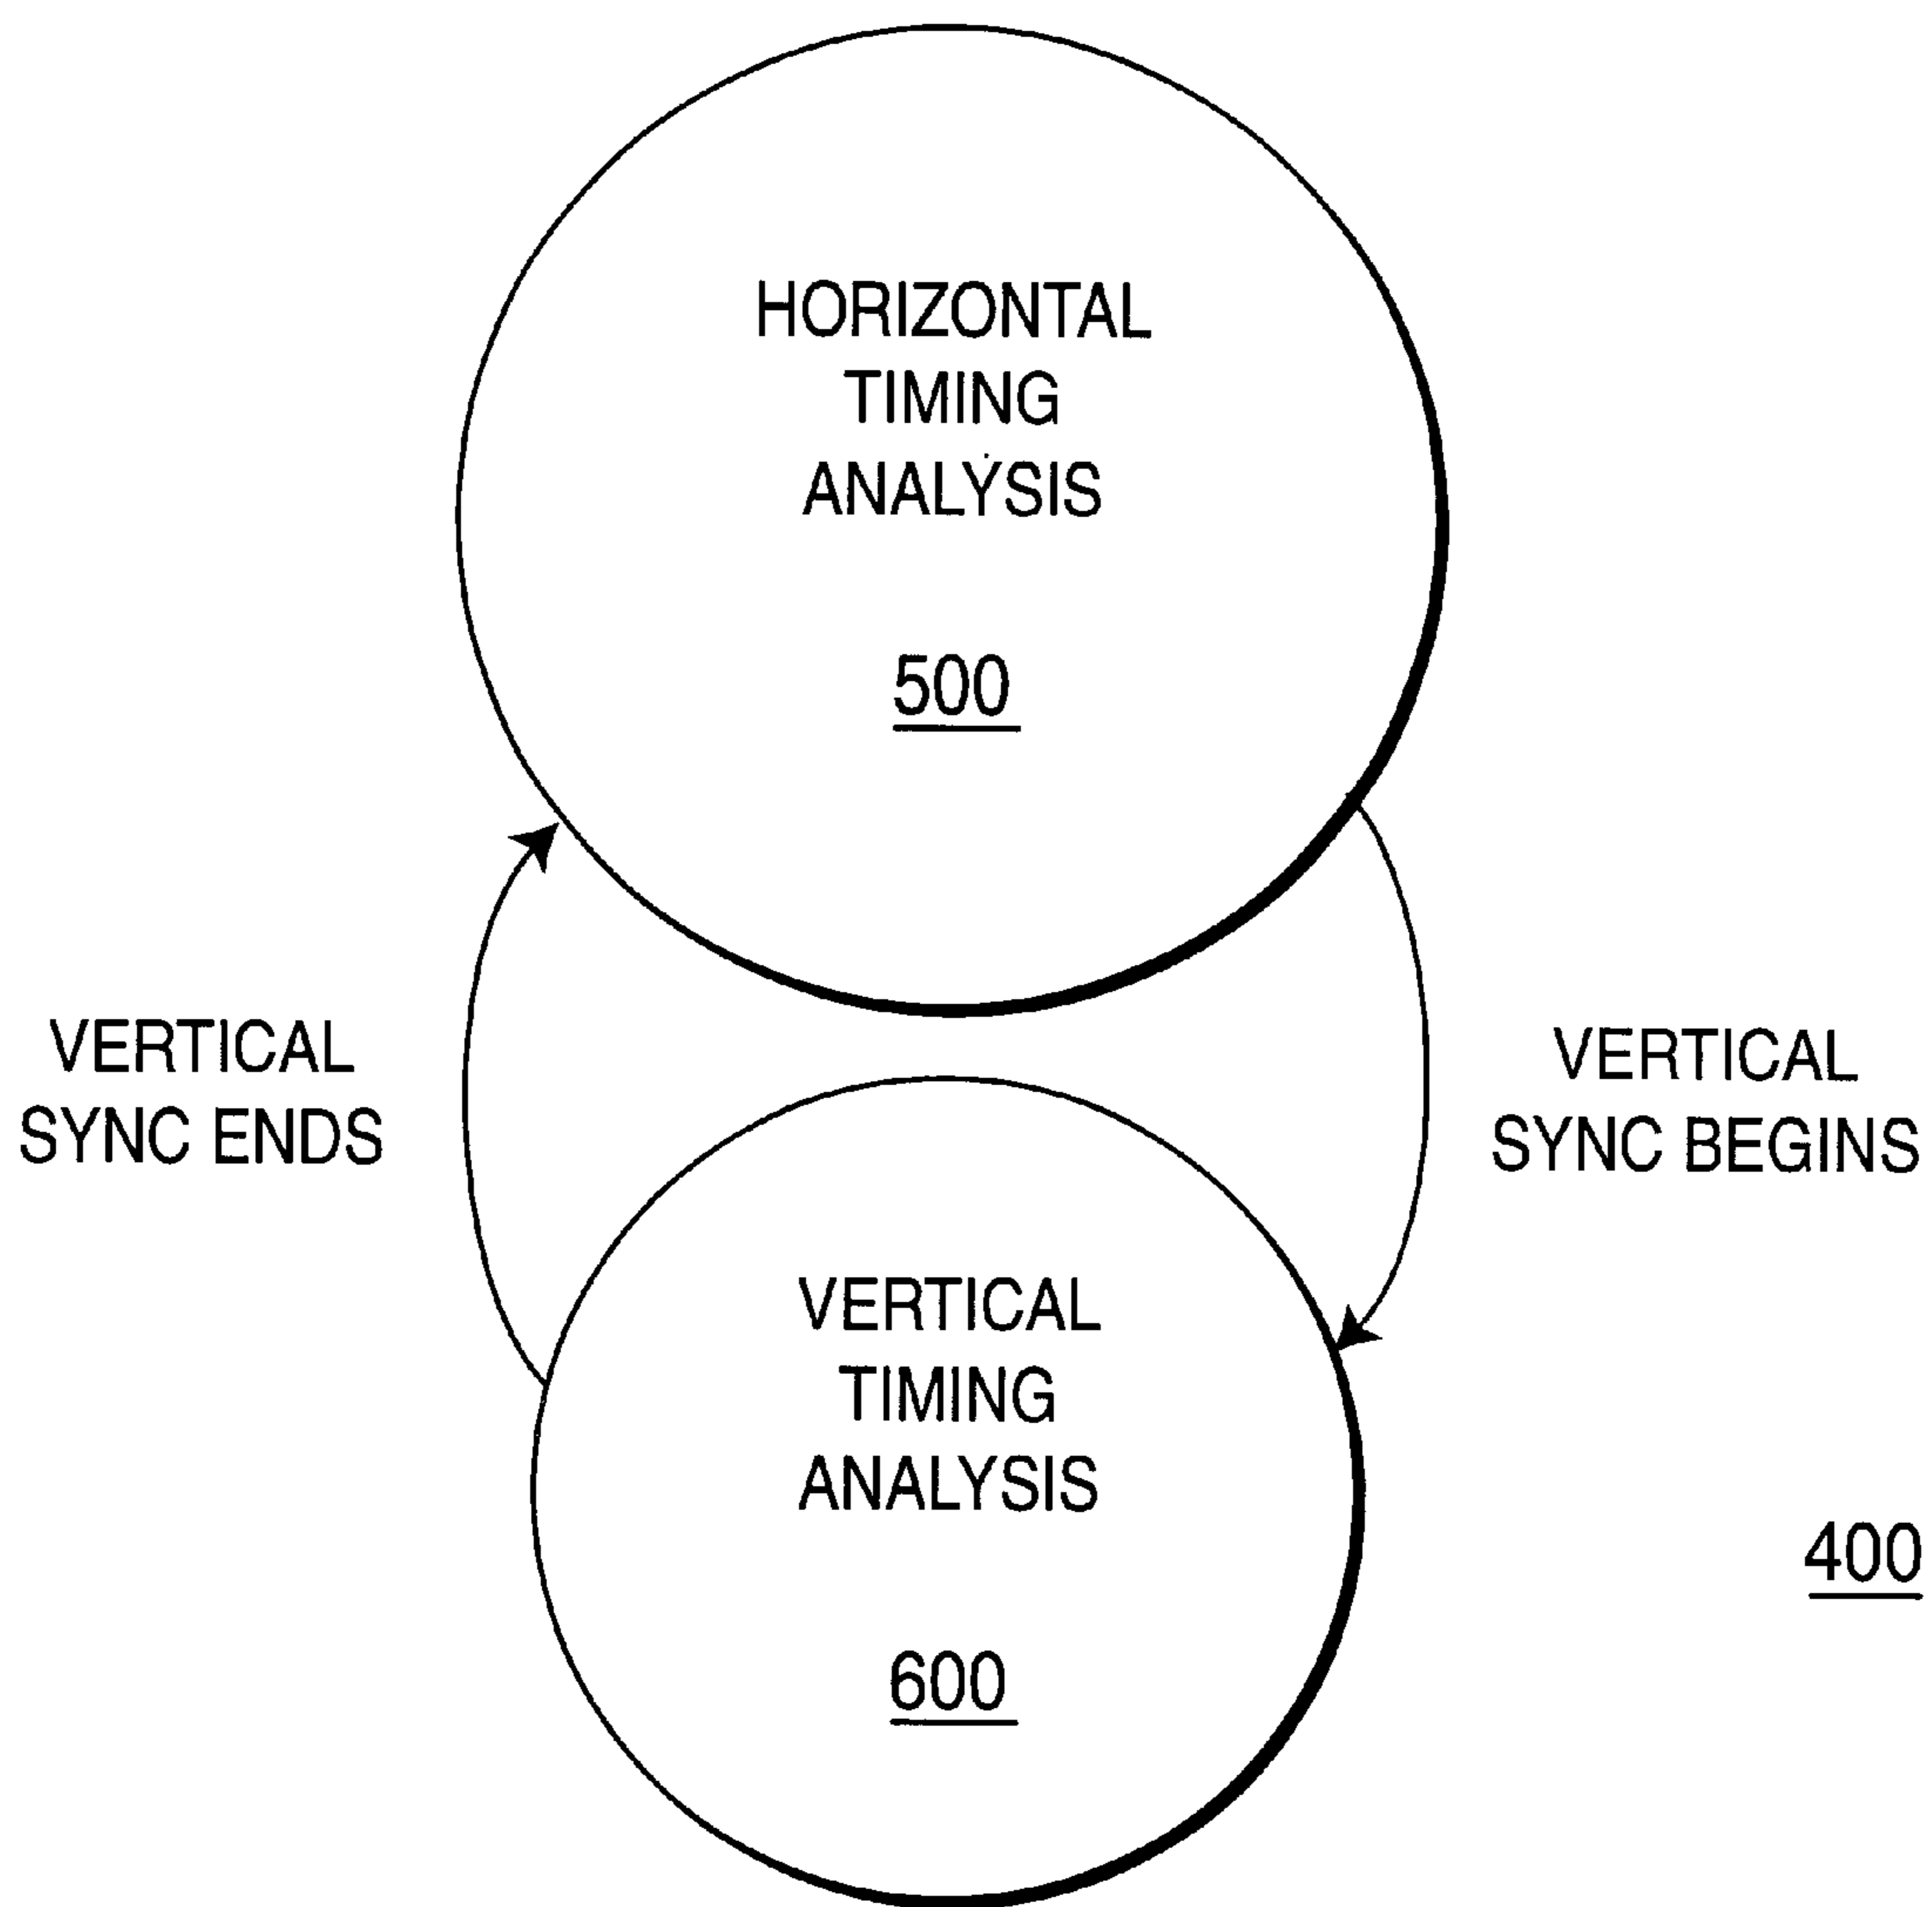 HORIZONTAL
TIMING
ANALYSIS
500
VERTICAL
SYNC ENDS
VERTICAL
SYNC BEGINS
VERTICAL
TIMING
ANALYSIS
600
400